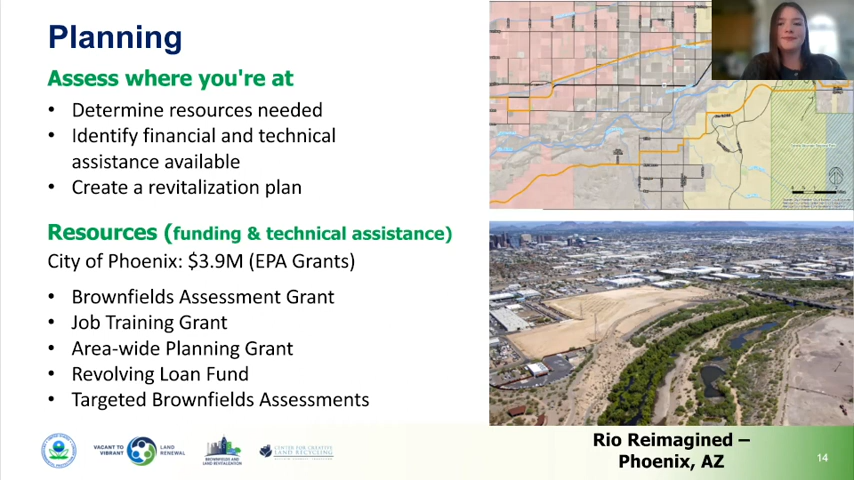 Planning
Assess where you're at
• Determine resources needed
• Identify financial and technical
assistance available
• Create a revitalization plan
Resources (funding & technical assistance)
City of Phoenix: $3.9M (EPA Grants)
• Brownfields Assessment Grant
• Job Training Grant
• Area-wide Planning Grant
• Revolving Loan Fund
• Targeted Brownfields Assessments
VACANT TO
VIBRANT
LAND
RENEWAL
BROWNFIELDS AND
LAND REVITALIZATION
CENTER FOR CREATIVE
LAND RECYCLING
Rio Reimagined –
Phoenix, AZ
14